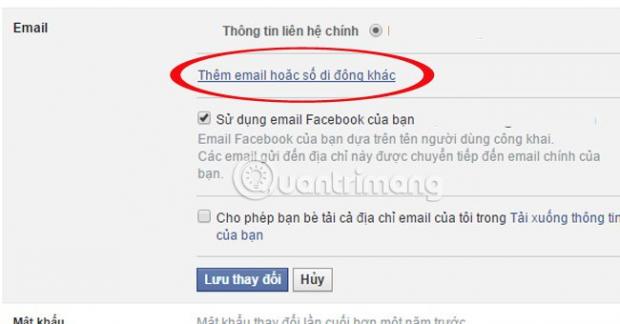 Email
Thông tin liên hệ chính
Thêm email hoặc số di động khác
Sử dụng email Facebook của bạn
Email Facebook của bạn dựa trên tên người dùng công khai.
Các email gửi đến địa chỉ này được chuyển tiếp đến email chính của
bạn.
Quantrimang
Cho phép bạn bè tải cả địa chỉ email của tôi trong Tải xuống thông tin
của bạn
Lưu thay đổi Hủy
Mật khẩu Mật khẩu thay đổi lần cuối hơn một năm trước